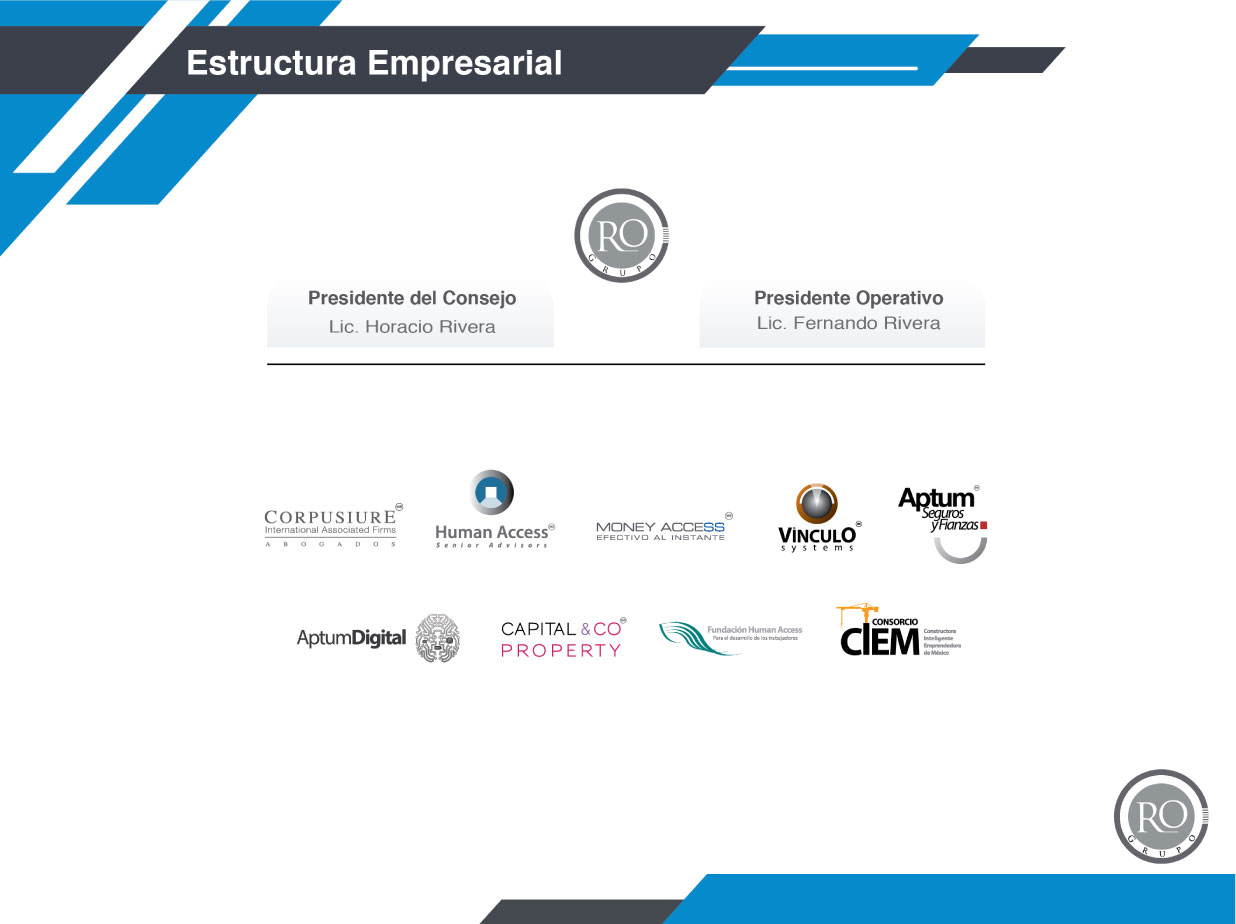 Estructura Empresarial
RO
GRUPO
Presidente del Consejo
Lic. Horacio Rivera
Presidente Operativo
Lic. Fernando Rivera
CORPUSIURE
International Associated Firms
ABOGADOS
Human Access
Senior Advisors
MONEY ACCESS
EFECTIVO AL INSTANTE
VíNCULO
systems
Aptum
Seguros
y Fianzas
AptumDigital
CAPITAL & CO
PROPERTY
Fundación Human Access
Para el desarrollo de los trabajadores
CONSORCIO
CIEM
Constructora
Inteligente
Emprendedora
de México
RO
GRUPO